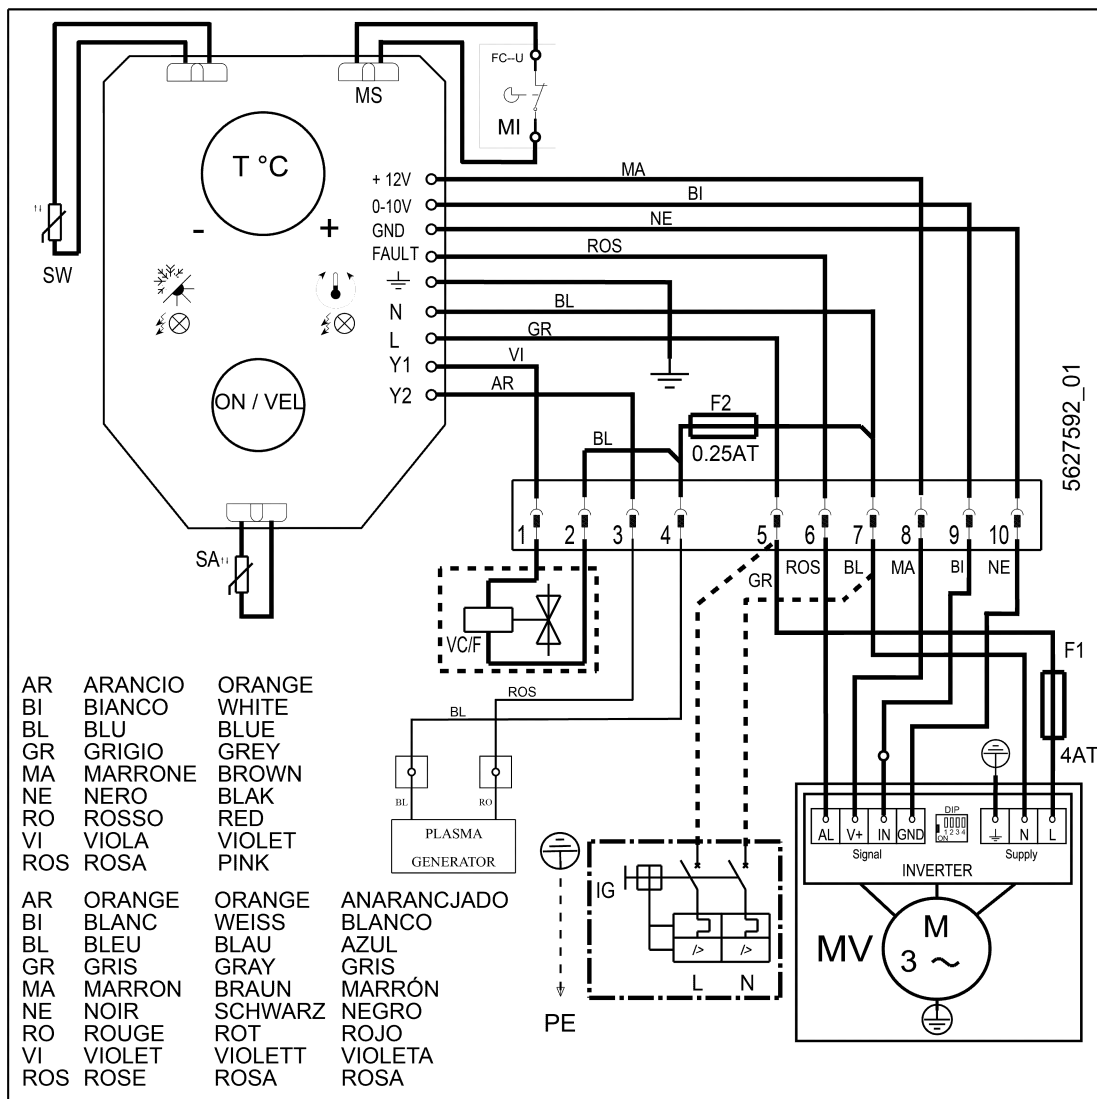 FC--U
MS
MI
T °C
- +
SW
+ 12V
0-10V
GND
FAULT
N
L
Y1
Y2
MA
BI
NE
ROS
BL
GR
VI
AR
ON / VEL
SA
F2
0.25AT
BL
5627592_01
1 2 3 4 5 6 7 8 9 10
GR ROS BL MA BI NE
VC/F
F1
4AT
ROS
BL
BL
RO
PLASMA
GENERATOR
AL V+ IN GND
DIP
ON 1 2 3 4
N L
Signal Supply
INVERTER
MV
M
3 ~
IG
/> />
L N
PE
AR ARANCIO ORANGE
BI BIANCO WHITE
BL BLU BLUE
GR GRIGIO GREY
MA MARRONE BROWN
NE NERO BLAK
RO ROSSO RED
VI VIOLA VIOLET
ROS ROSA PINK
AR ORANGE ORANGE ANARANCJADO
BI BLANC WEISS BLANCO
BL BLEU BLAU AZUL
GR GRIS GRAY GRIS
MA MARRON BRAUN MARRÓN
NE NOIR SCHWARZ NEGRO
RO ROUGE ROT ROJO
VI VIOLET VIOLETT VIOLETA
ROS ROSE ROSA ROSA